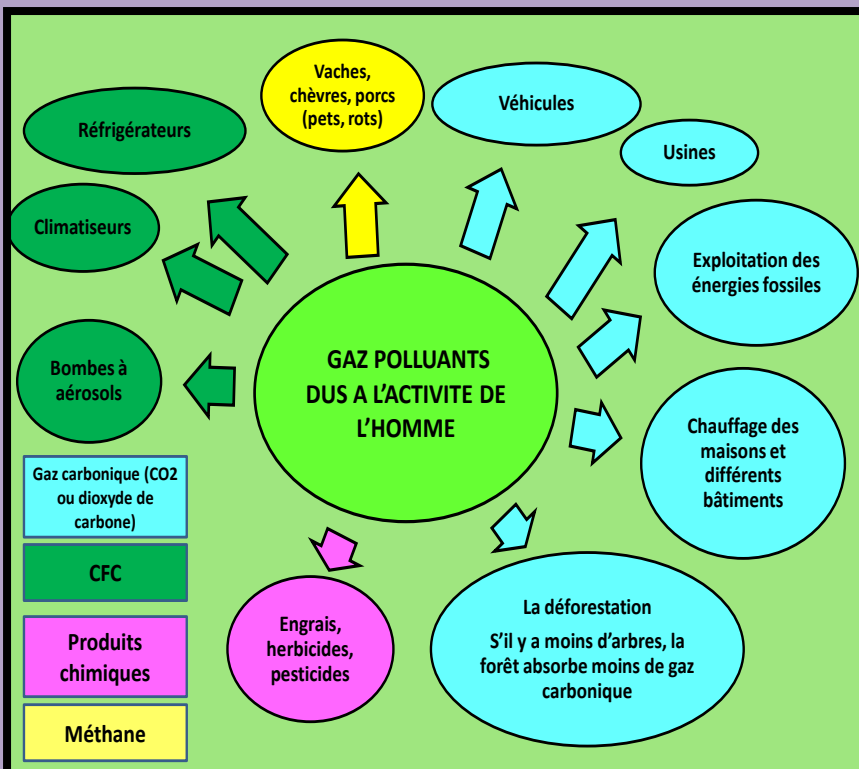 Vaches,
chèvres, porcs
(pets, rots)
Véhicules
Réfrigérateurs
Usines
Climatiseurs
Exploitation des
énergies fossiles
GAZ POLLUANTS
DUS A L’ACTIVITE DE
L’HOMME
Bombes à
aérosols
Chauffage des
maisons et
différents
bâtiments
Gaz carbonique (CO2
ou dioxyde de
carbone)
CFC
Produits
chimiques
Méthane
Engrais,
herbicides,
pesticides
La déforestation
S’il y a moins d’arbres, la
forêt absorbe moins de gaz
carbonique